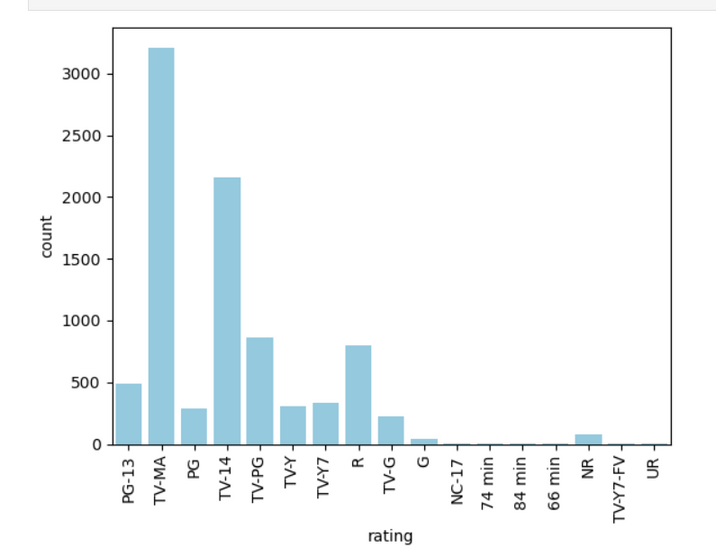 3000
2500
2000
1500
1000
500
0
count
PG-13
TV-MA
PG
TV-14
TV-PG
TV-Y
TV-Y7
R
TV-G
G
NC-17
74 min
84 min
66 min
NR
TV-Y7-FV
UR
rating